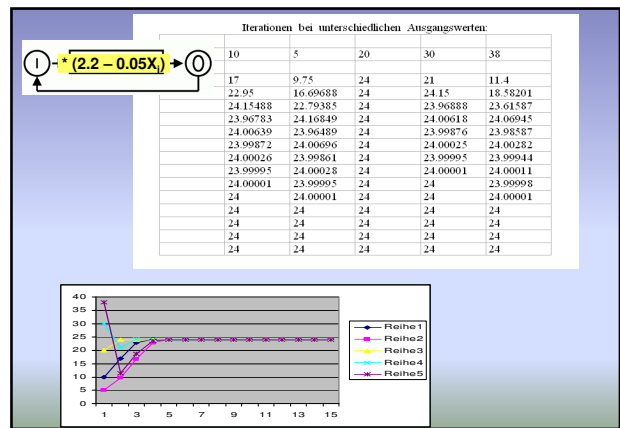 Iterationen bei unterschiedlichen Ausgangswerten:
I * (2.2 – 0.05Xi) O
10 5 20 30 38
17 9.75 24 21 11.4
22.95 16.69688 24 24.15 18.58201
24.15488 22.79385 24 23.96888 23.61587
23.96783 24.16849 24 24.00618 24.06945
24.00639 23.96489 24 23.99876 23.98587
23.99872 24.00696 24 24.00025 24.00282
24.00026 23.99861 24 23.99995 23.99944
23.99995 24.00028 24 24.00001 24.00011
24.00001 23.99995 24 24 23.99998
24 24.00001 24 24 24.00001
24 24 24 24 24
24 24 24 24 24
24 24 24 24 24
24 24 24 24 24
40
35
30
25
20
15
10
5
0
1 3 5 7 9 11 13 15
Reihe1
Reihe2
Reihe3
Reihe4
Reihe5